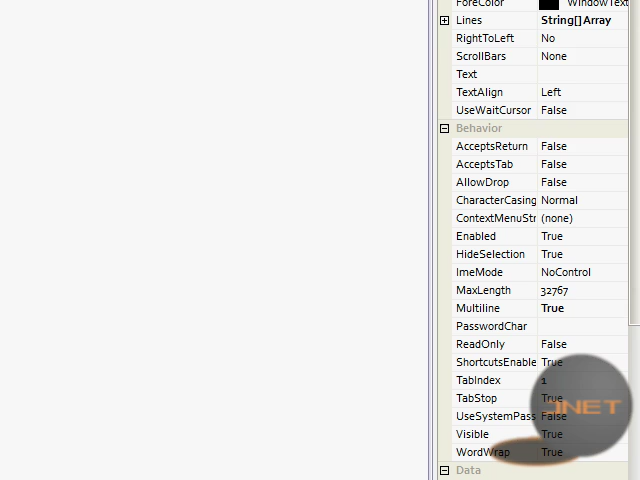 ForeColor WindowText
Lines String[] Array
RightToLeft No
ScrollBars None
Text
TextAlign Left
UseWaitCursor False
Behavior
AcceptsReturn False
AcceptsTab False
AllowDrop False
CharacterCasing Normal
ContextMenuStr (none)
Enabled True
HideSelection True
ImeMode NoControl
MaxLength 32767
Multiline True
PasswordChar
ReadOnly False
ShortcutsEnable True
TabIndex 1
TabStop True
UseSystemPass False
Visible True
WordWrap True
Data
JNET